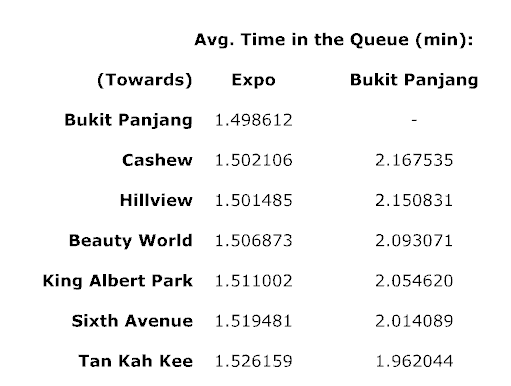 Avg. Time in the Queue (min):
(Towards) Expo Bukit Panjang
Bukit Panjang 1.498612 -
Cashew 1.502106 2.167535
Hillview 1.501485 2.150831
Beauty World 1.506873 2.093071
King Albert Park 1.511002 2.054620
Sixth Avenue 1.519481 2.014089
Tan Kah Kee 1.526159 1.962044